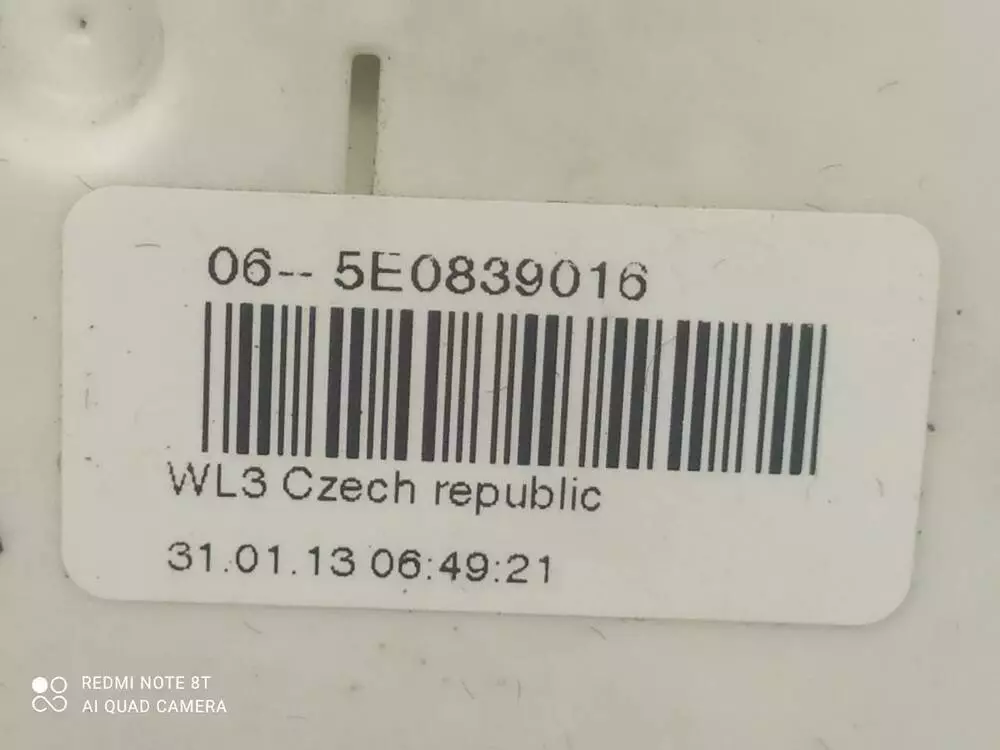 06-- 5E0839016
WL3 Czech republic
31.01.13 06:49:21
REDMI NOTE 8T
AI QUAD CAMERA